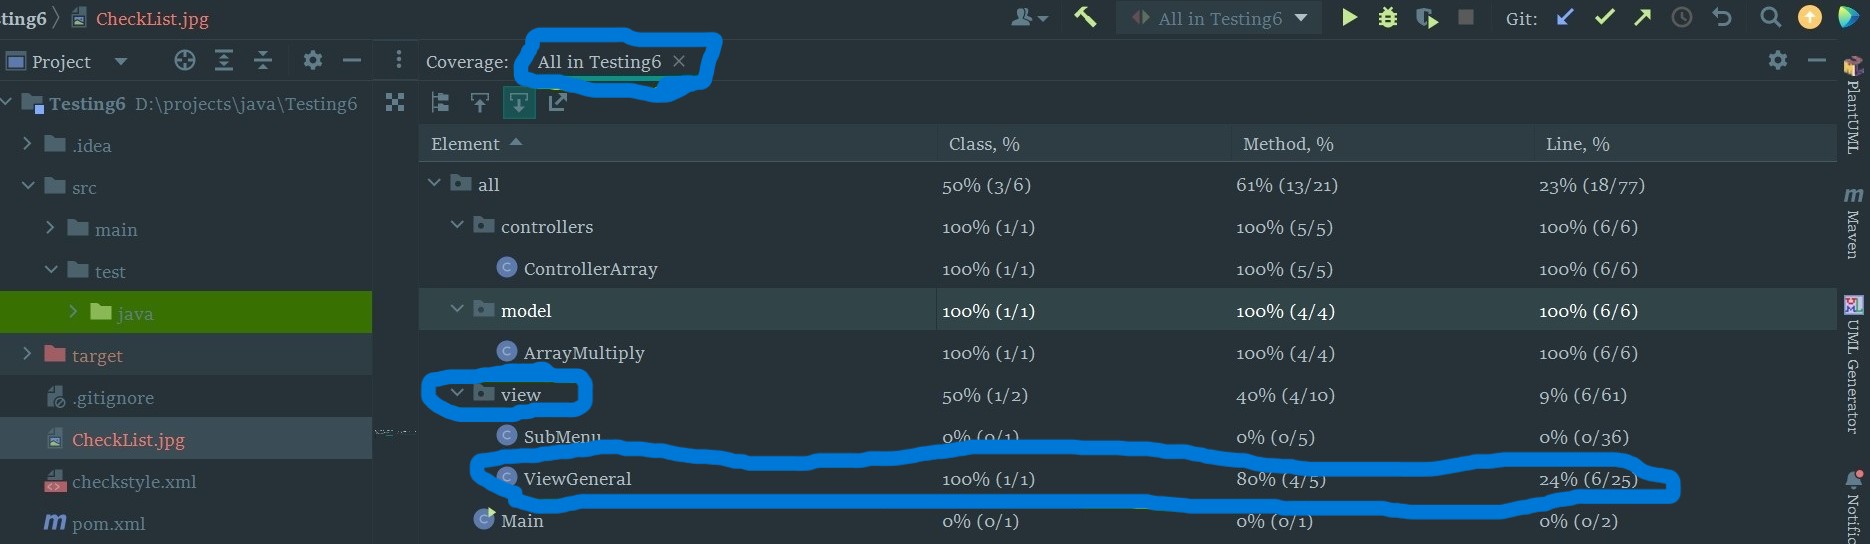 ting6 CheckList.jpg All in Testing6 Git:
Project Coverage: All in Testing6
Testing6 D:\projects\java\Testing6
Element Class, % Method, % Line, %
.idea
src all 50% (3/6) 61% (13/21) 23% (18/77)
main controllers 100% (1/1) 100% (5/5) 100% (6/6)
test ControllerArray 100% (1/1) 100% (5/5) 100% (6/6)
java model 100% (1/1) 100% (4/4) 100% (6/6)
target ArrayMultiply 100% (1/1) 100% (4/4) 100% (6/6)
.gitignore view 50% (1/2) 40% (4/10) 9% (6/61)
CheckList.jpg SubMenu 0% (0/1) 0% (0/5) 0% (0/36)
checkstyle.xml ViewGeneral 100% (1/1) 80% (4/5) 24% (6/25)
pom.xml Main 0% (0/1) 0% (0/1) 0% (0/2)
PlantUML
Maven
UML Generator
Notific